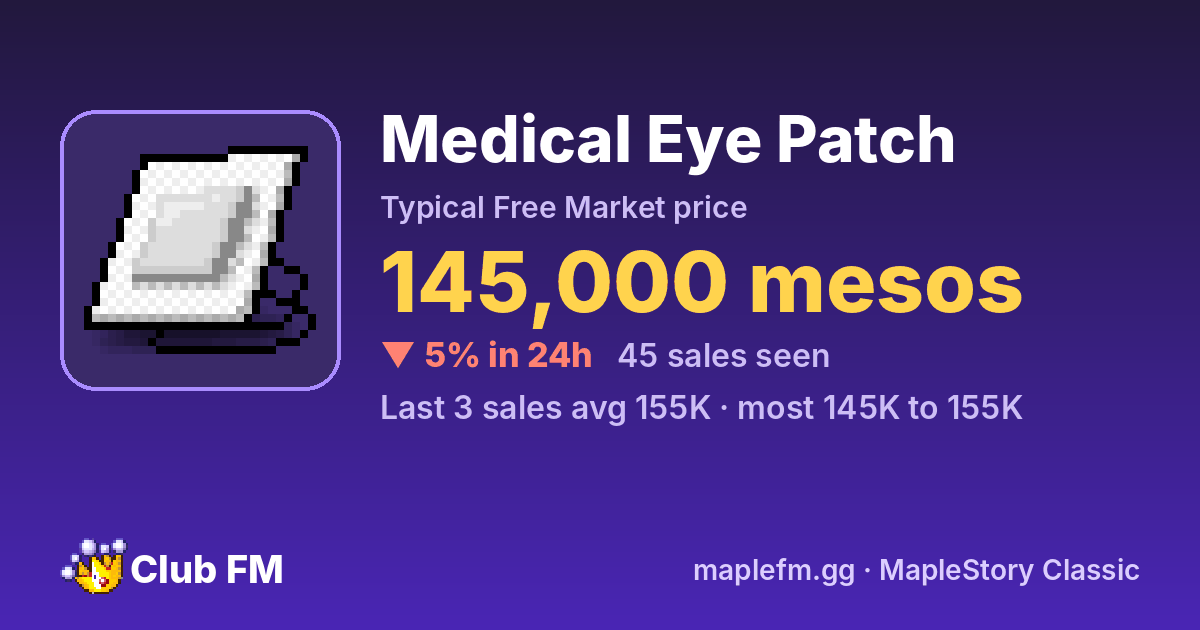 Medical Eye Patch
Typical Free Market price
145,000 mesos
▼ 5% in 24h 45 sales seen
Last 3 sales avg 155K · most 145K to 155K
Club FM
maplefm.gg · MapleStory Classic